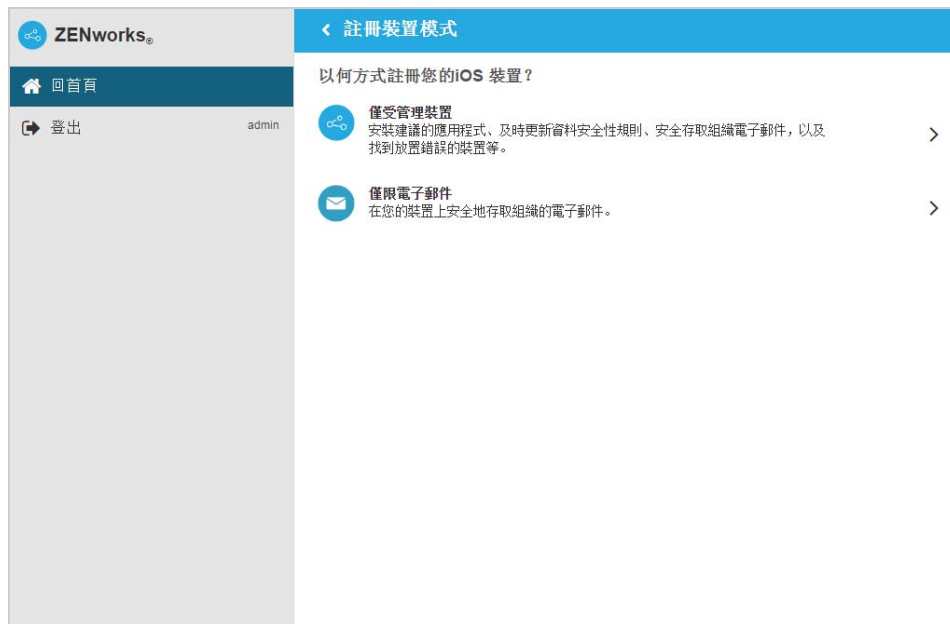 ZENworks®
回首頁
登出 admin
註冊裝置模式
以何方式註冊您的iOS 裝置？
僅受管理裝置
安裝建議的應用程式、及時更新資料安全性規則、安全存取組織電子郵件，以及
找到放置錯誤的裝置等。
僅限電子郵件
在您的裝置上安全地存取組織的電子郵件。